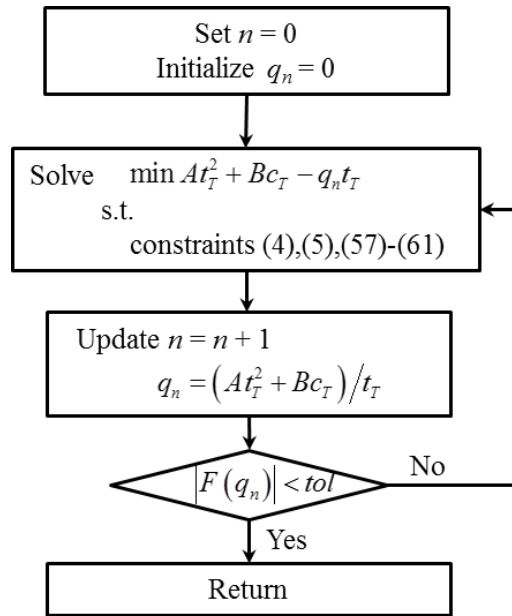 Set n = 0
Initialize q_n = 0
Solve min At_T^2 + Bc_T − q_n t_T
s.t.
constraints (4),(5),(57)-(61)
Update n = n + 1
q_n = (At_T^2 + Bc_T)/t_T
|F(q_n)| < tol
No
Yes
Return